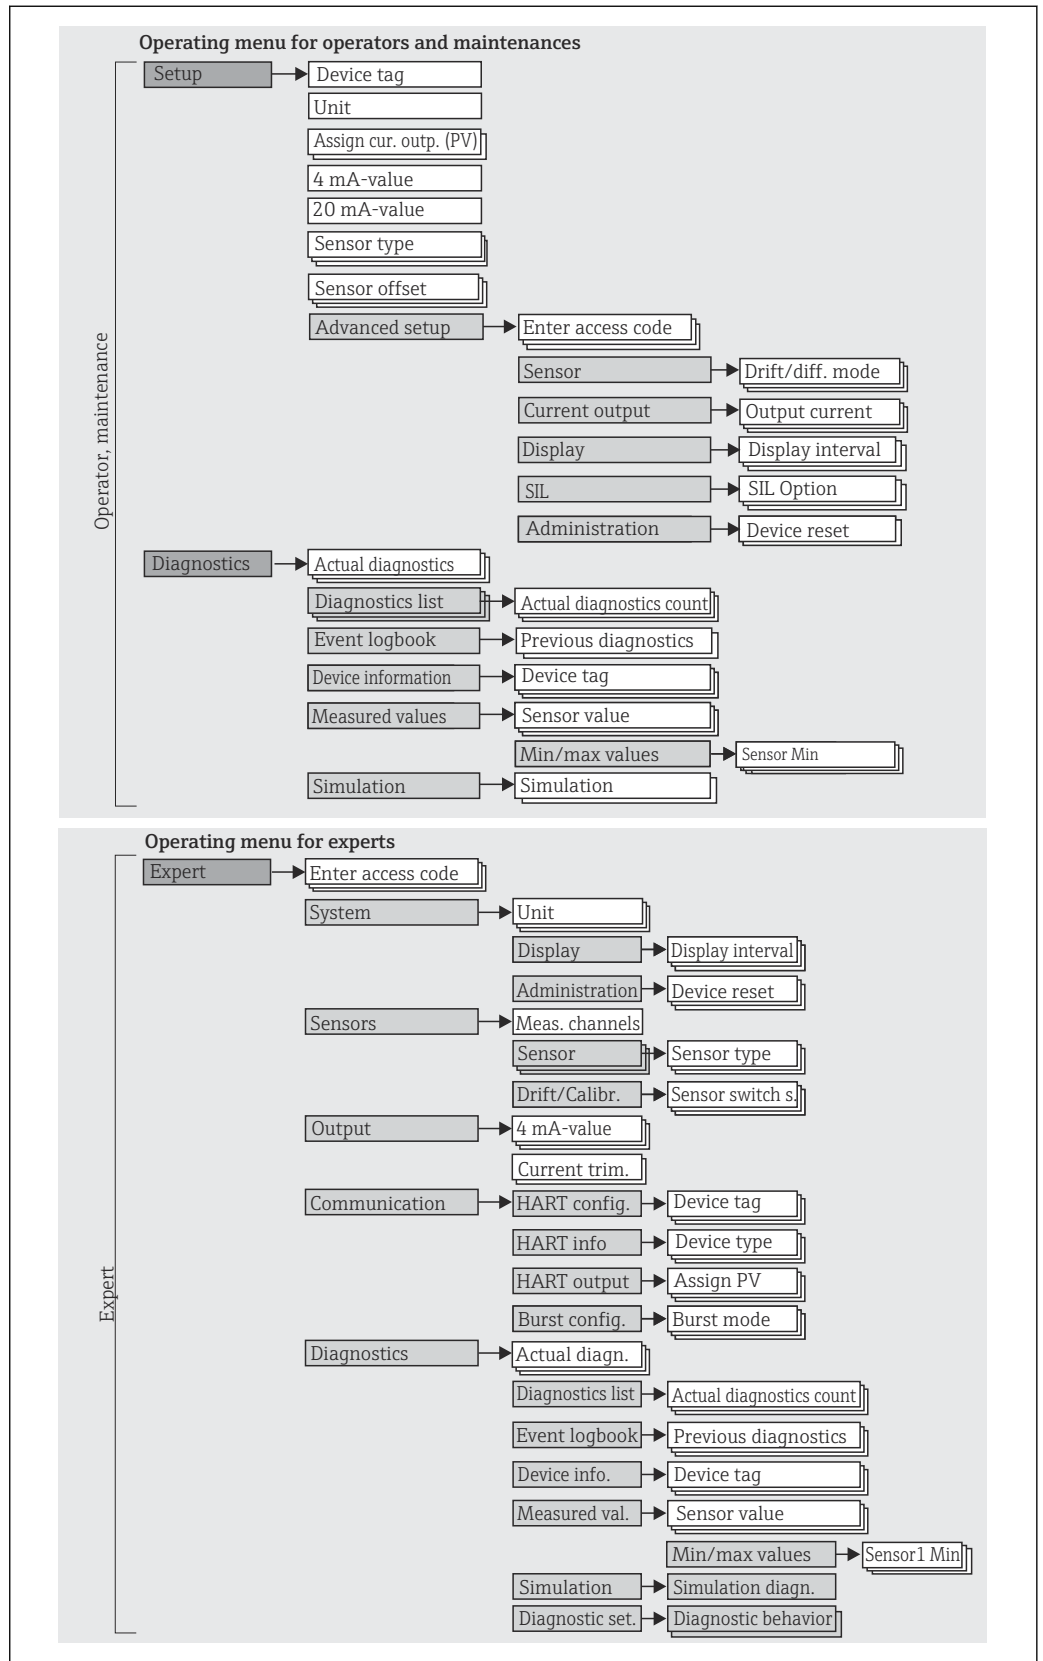 Operating menu for operators and maintenances
Operator, maintenance
Setup
Device tag
Unit
Assign cur. outp. (PV)
4 mA-value
20 mA-value
Sensor type
Sensor offset
Advanced setup
Enter access code
Sensor
Drift/diff. mode
Current output
Output current
Display
Display interval
SIL
SIL Option
Administration
Device reset
Diagnostics
Actual diagnostics
Diagnostics list
Actual diagnostics count
Event logbook
Previous diagnostics
Device information
Device tag
Measured values
Sensor value
Min/max values
Sensor Min
Simulation
Simulation
Operating menu for experts
Expert
Expert
Enter access code
System
Unit
Display
Display interval
Administration
Device reset
Sensors
Meas. channels
Sensor
Sensor type
Drift/Calibr.
Sensor switch s.
Output
4 mA-value
Current trim.
Communication
HART config.
Device tag
HART info
Device type
HART output
Assign PV
Burst config.
Burst mode
Diagnostics
Actual diagn.
Diagnostics list
Actual diagnostics count
Event logbook
Previous diagnostics
Device info.
Device tag
Measured val.
Sensor value
Min/max values
Sensor1 Min
Simulation
Simulation diagn.
Diagnostic set.
Diagnostic behavior